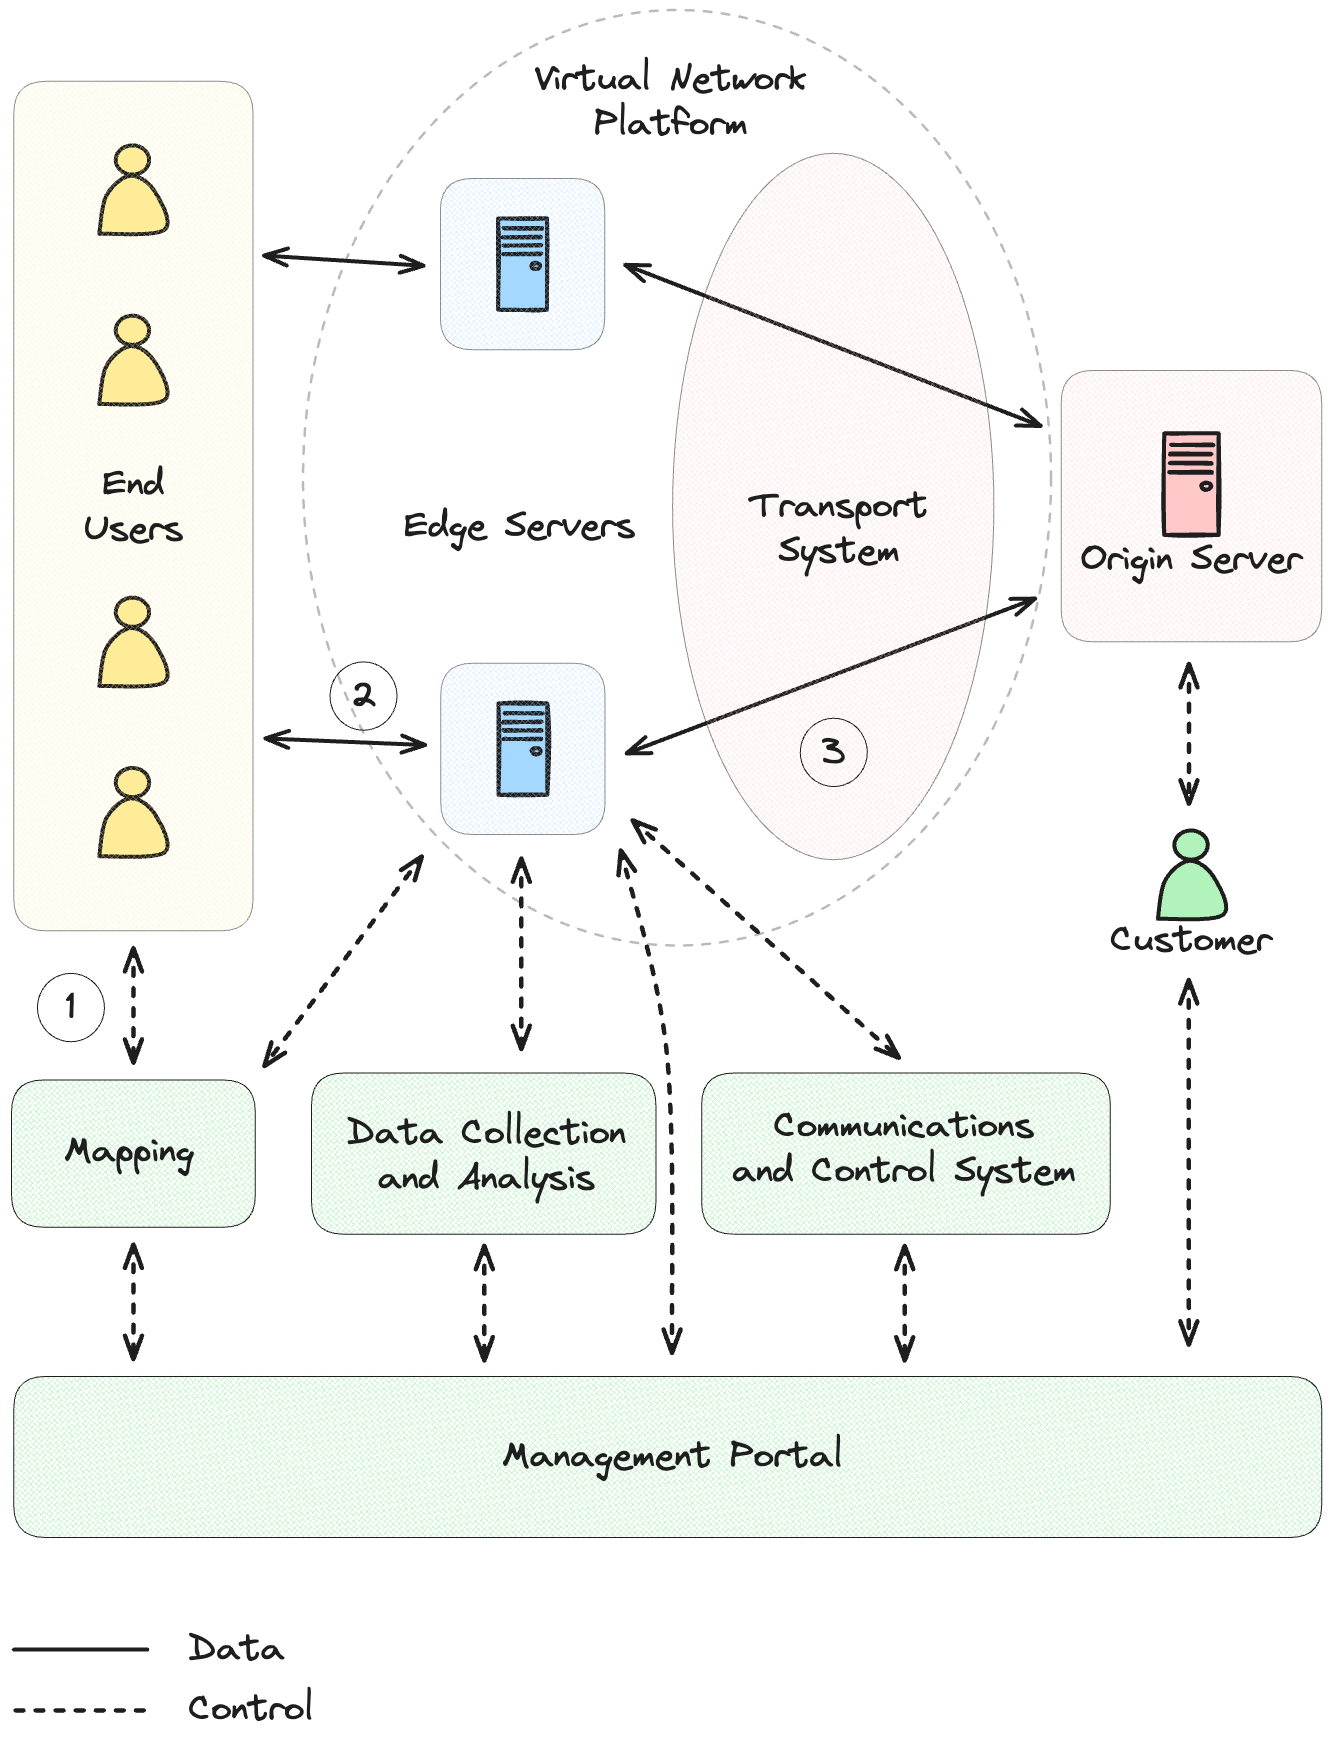 Virtual Network
Platform
End
Users
Edge Servers
Transport
System
Origin Server
2
3
Customer
1
Mapping
Data Collection
and Analysis
Communications
and Control System
Management Portal
Data
Control